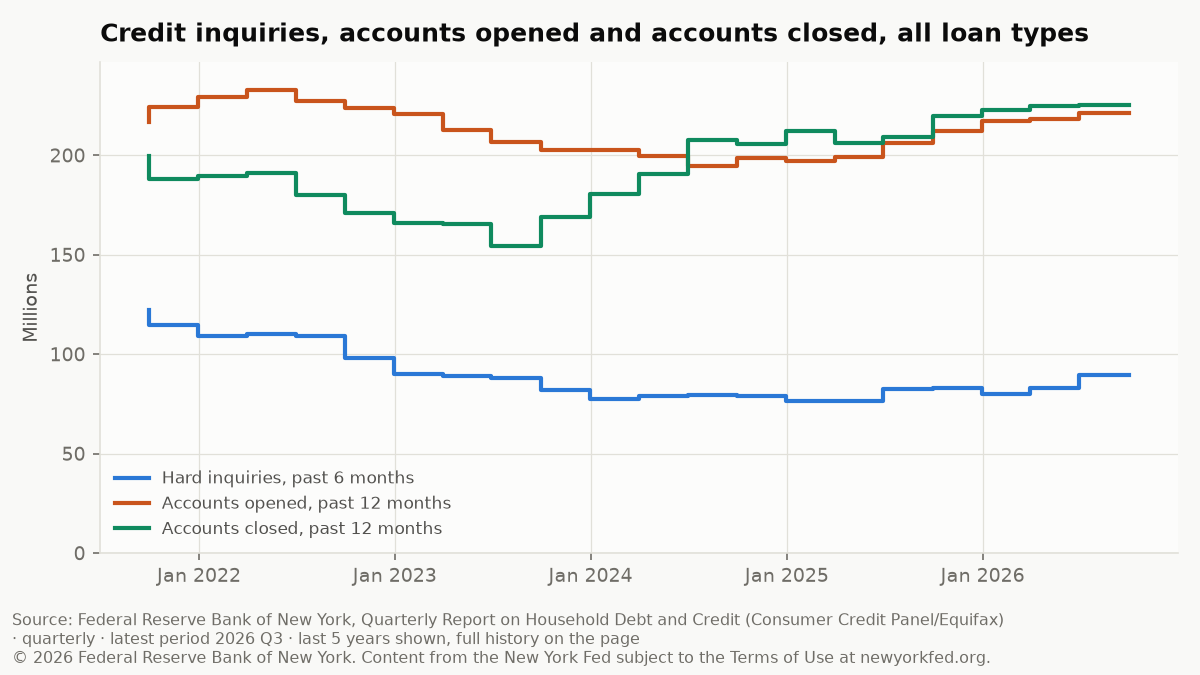 Credit inquiries, accounts opened and accounts closed, all loan types
Millions
200
150
100
50
0
Hard inquiries, past 6 months
Accounts opened, past 12 months
Accounts closed, past 12 months
Jan 2022 Jan 2023 Jan 2024 Jan 2025 Jan 2026
Source: Federal Reserve Bank of New York, Quarterly Report on Household Debt and Credit (Consumer Credit Panel/Equifax)
· quarterly · latest period 2026 Q3 · last 5 years shown, full history on the page
© 2026 Federal Reserve Bank of New York. Content from the New York Fed subject to the Terms of Use at newyorkfed.org.